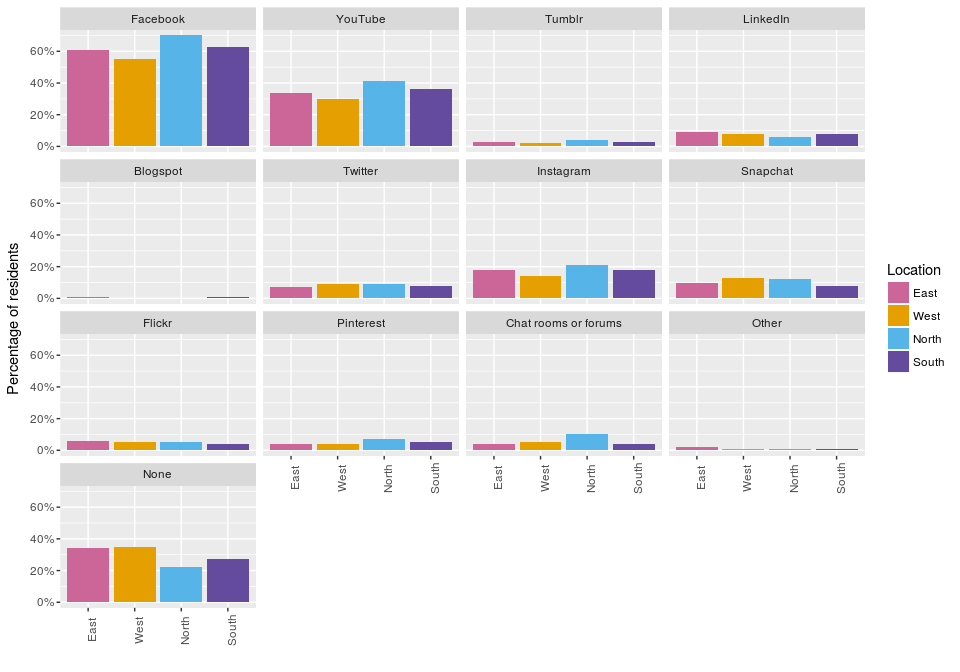 Facebook YouTube Tumblr LinkedIn
60%
40%
20%
0%
Blogspot Twitter Instagram Snapchat
60%
40%
20%
0%
Flickr Pinterest Chat rooms or forums Other
60%
40%
20%
0%
East West North South East West North South East West North South
None
60%
40%
20%
0%
East West North South
Percentage of residents
Location
East
West
North
South